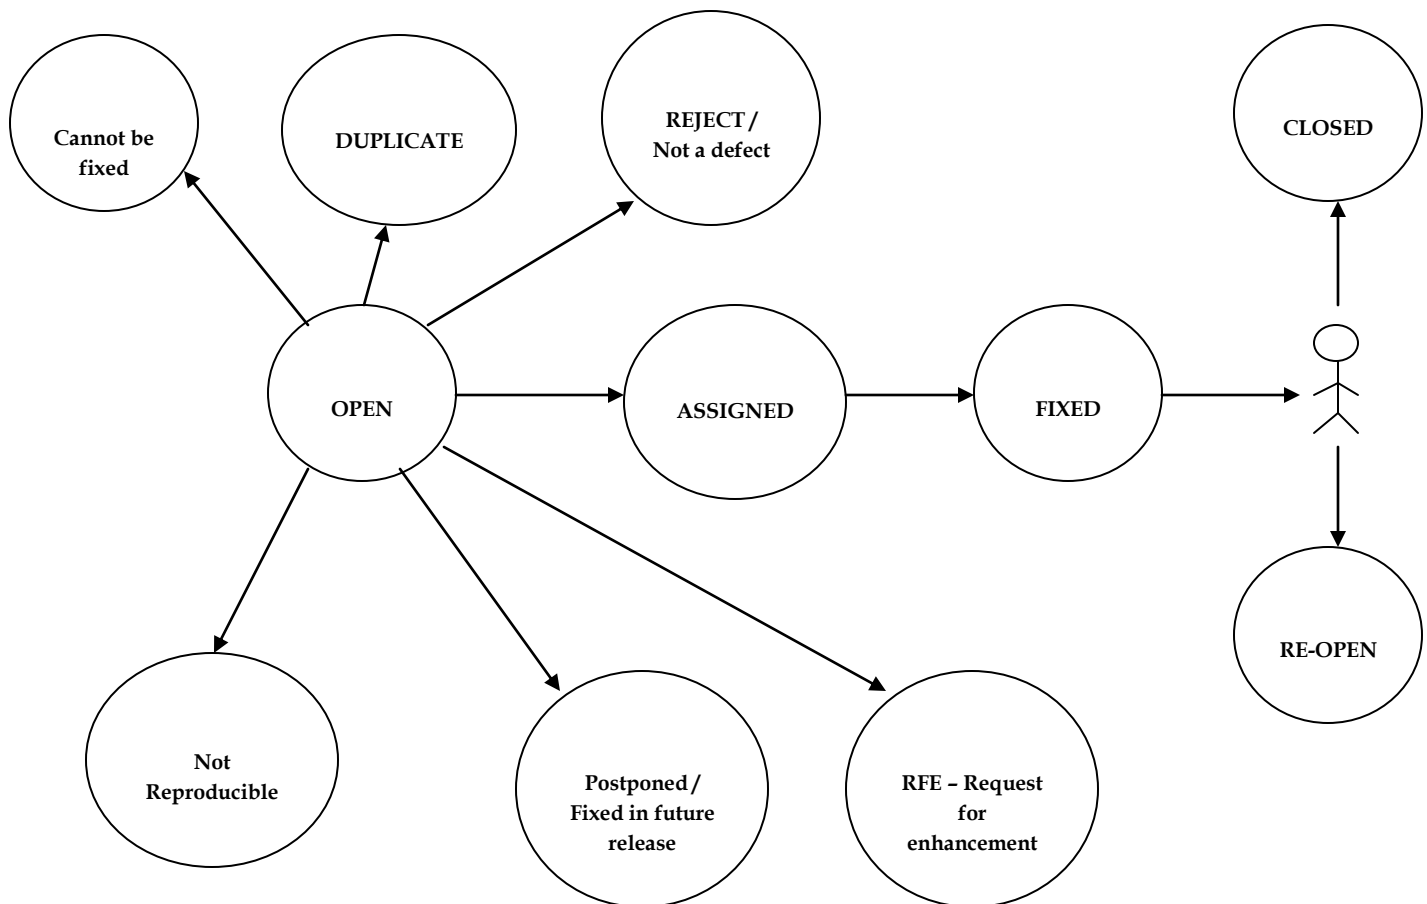 Cannot be
fixed
DUPLICATE
REJECT /
Not a defect
CLOSED
OPEN
ASSIGNED
FIXED
RE-OPEN
Not
Reproducible
Postponed /
Fixed in future
release
RFE – Request
for
enhancement